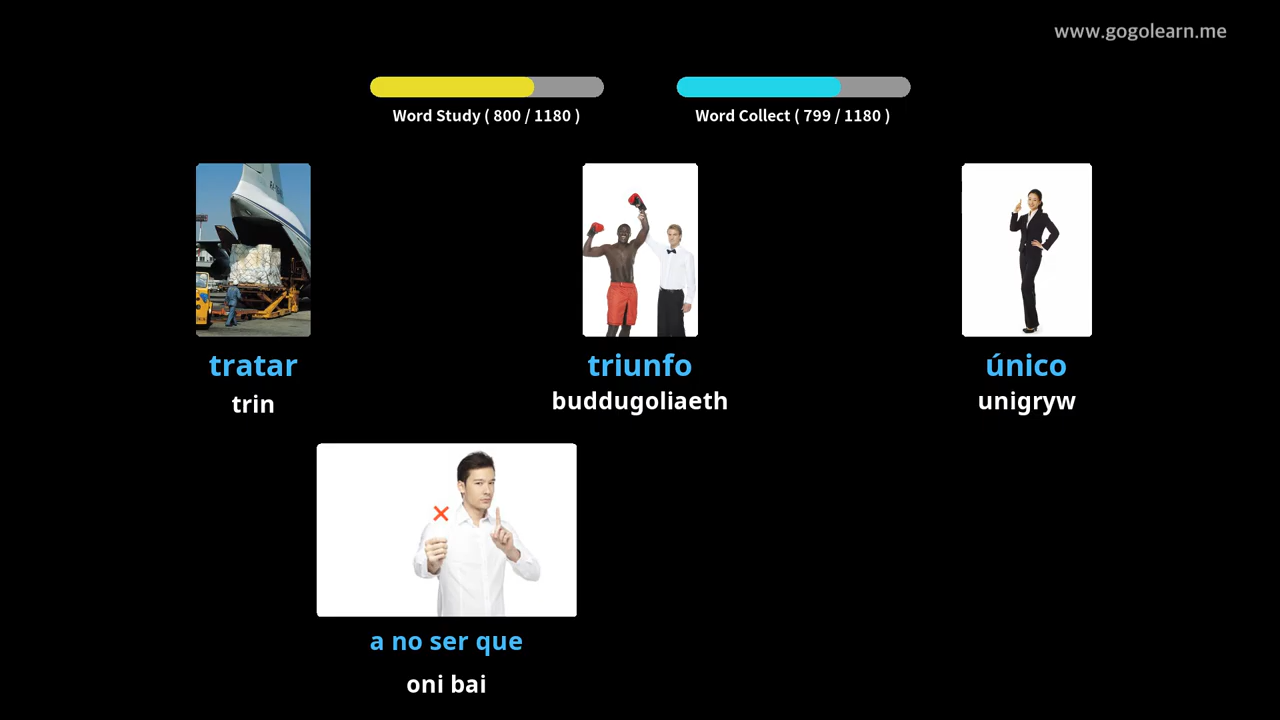 www.gogolearn.me
Word Study ( 800 / 1180 )
Word Collect ( 799 / 1180 )
tratar
trin
triunfo
buddugoliaeth
único
unigryw
a no ser que
oni bai